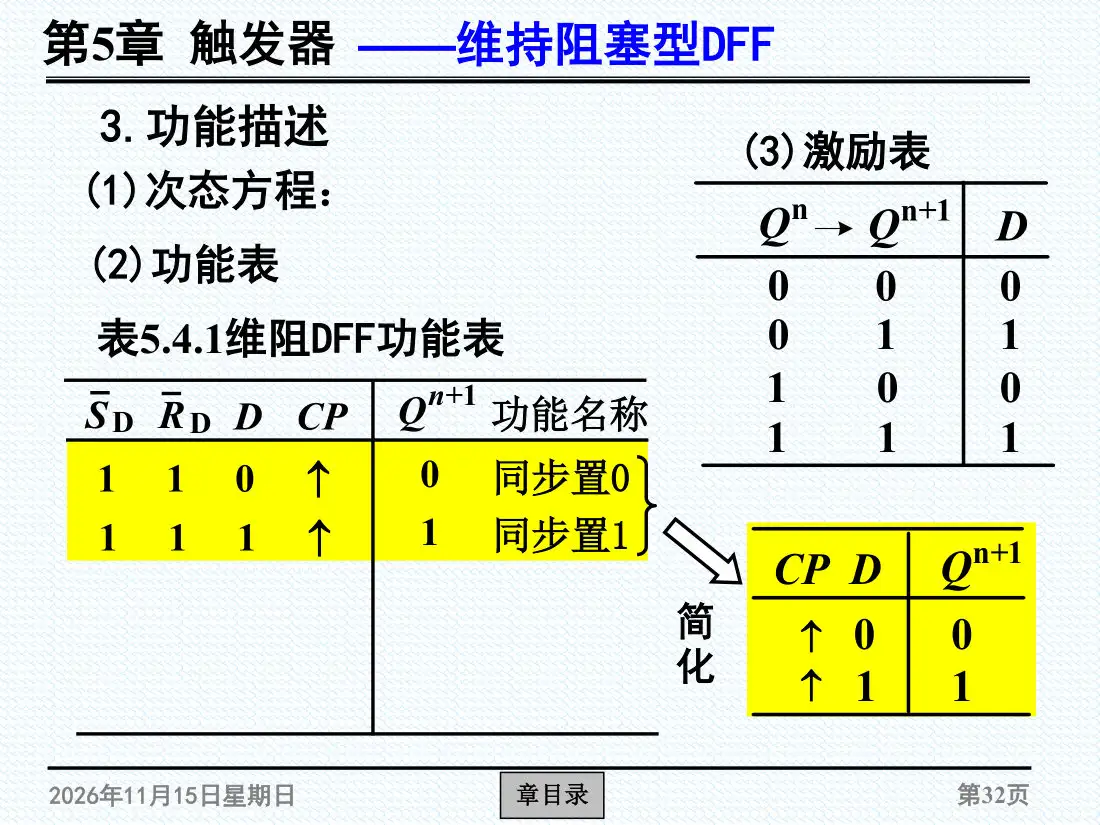 第5章 触发器 ——维持阻塞型DFF
3.功能描述
(1)次态方程：
(2)功能表
表5.4.1维阻DFF功能表
S̅D R̅D D CP Qn+1 功能名称
1 1 0 ↑ 0 同步置0
1 1 1 ↑ 1 同步置1
(3)激励表
Qn→Qn+1 D
0 0 0
0 1 1
1 0 0
1 1 1
简化
CP D Qn+1
↑ 0 0
↑ 1 1
2026年11月15日星期日
章目录
第32页